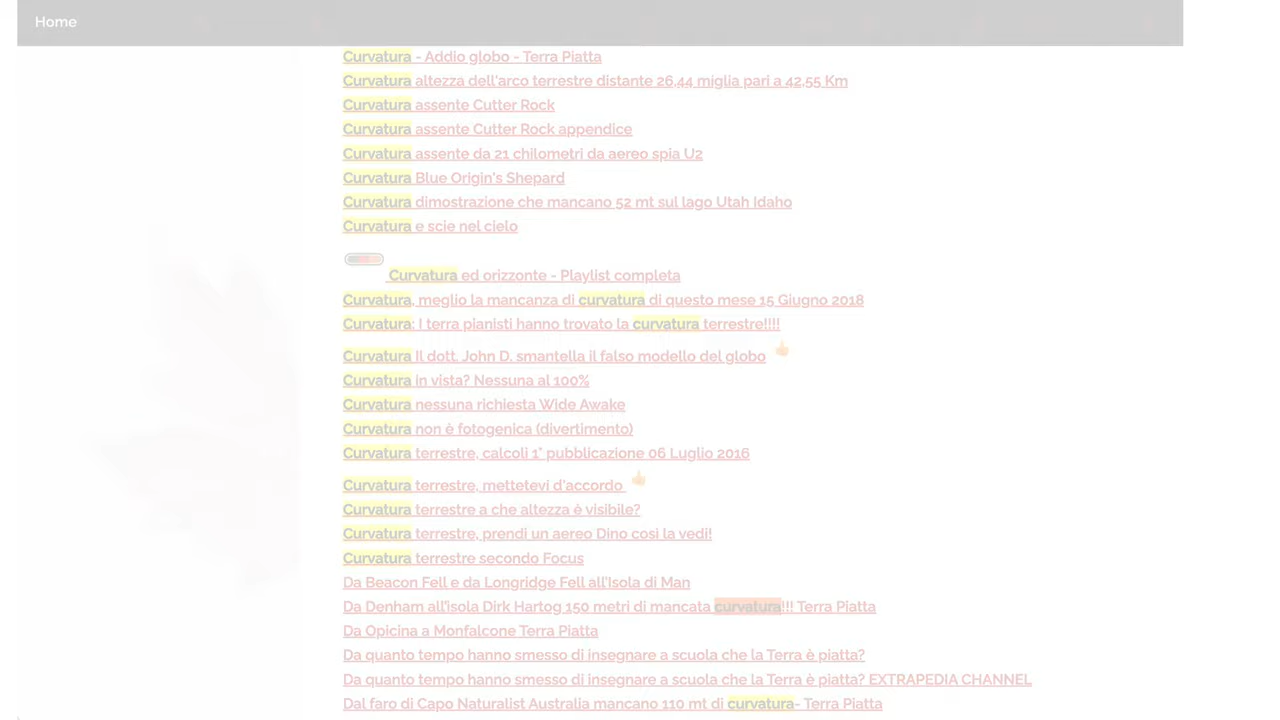 Home
Curvatura - Addio globo - Terra Piatta
Curvatura altezza dell'arco terrestre distante 26,44 miglia pari a 42,55 Km
Curvatura assente Cutter Rock
Curvatura assente Cutter Rock appendice
Curvatura assente da 21 chilometri da aereo spia U2
Curvatura Blue Origin's Shepard
Curvatura dimostrazione che mancano 52 mt sul lago Utah Idaho
Curvatura e scie nel cielo
Curvatura ed orizzonte - Playlist completa
Curvatura, meglio la mancanza di curvatura di questo mese 15 Giugno 2018
Curvatura: I terra pianisti hanno trovato la curvatura terrestre!!!!
Curvatura Il dott. John D. smantella il falso modello del globo
Curvatura in vista? Nessuna al 100%
Curvatura nessuna richiesta Wide Awake
Curvatura non è fotogenica (divertimento)
Curvatura terrestre, calcoli 1° pubblicazione 06 Luglio 2016
Curvatura terrestre, mettetevi d'accordo
Curvatura terrestre a che altezza è visibile?
Curvatura terrestre, prendi un aereo Dino così la vedi!
Curvatura terrestre secondo Focus
Da Beacon Fell e da Longridge Fell all'Isola di Man
Da Denham all'isola Dirk Hartog 150 metri di mancata curvatura!!! Terra Piatta
Da Opicina a Monfalcone Terra Piatta
Da quanto tempo hanno smesso di insegnare a scuola che la Terra è piatta?
Da quanto tempo hanno smesso di insegnare a scuola che la Terra è piatta? EXTRAPEDIA CHANNEL
Dal faro di Capo Naturalist Australia mancano 110 mt di curvatura- Terra Piatta